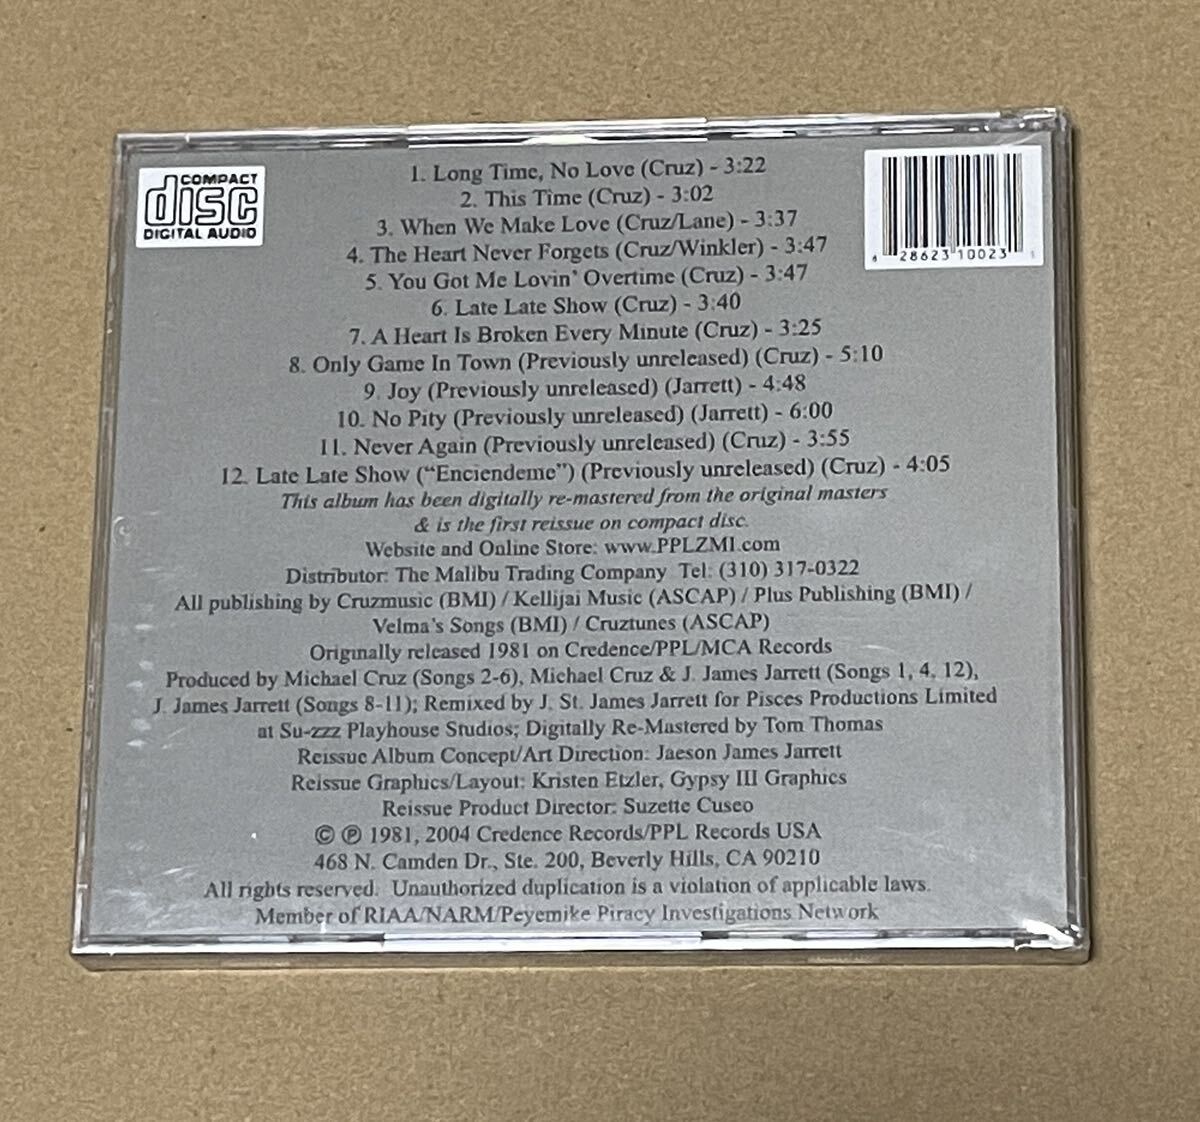 COMPACT
disc
DIGITAL AUDIO
1. Long Time, No Love (Cruz) - 3:22
2. This Time (Cruz) - 3:02
3. When We Make Love (Cruz/Lane) - 3:37
4. The Heart Never Forgets (Cruz/Winkler) - 3:47
5. You Got Me Lovin' Overtime (Cruz) - 3:47
6. Late Late Show (Cruz) - 3:40
7. A Heart Is Broken Every Minute (Cruz) - 3:25
8. Only Game In Town (Previously unreleased) (Cruz) - 5:10
9. Joy (Previously unreleased) (Jarrett) - 4:48
10. No Pity (Previously unreleased) (Jarrett) - 6:00
11. Never Again (Previously unreleased) (Cruz) - 3:55
12. Late Late Show ("Enciendeme") (Previously unreleased) (Cruz) - 4:05
This album has been digitally re-mastered from the original masters
& is the first reissue on compact disc.
Website and Online Store: www.PPLZMI.com
Distributor: The Malibu Trading Company Tel: (310) 317-0322
All publishing by Cruzmusic (BMI) / Kellijai Music (ASCAP) / Plus Publishing (BMI) /
Velma's Songs (BMI) / Cruztunes (ASCAP)
Originally released 1981 on Credence/PPL/MCA Records
Produced by Michael Cruz (Songs 2-6), Michael Cruz & J. James Jarrett (Songs 1, 4, 12),
J. James Jarrett (Songs 8-11); Remixed by J. St. James Jarrett for Pisces Productions Limited
at Su-zzz Playhouse Studios; Digitally Re-Mastered by Tom Thomas
Reissue Album Concept/Art Direction: Jaeson James Jarrett
Reissue Graphics/Layout: Kristen Etzler, Gypsy III Graphics
Reissue Product Director: Suzette Cuseo
© ℗ 1981, 2004 Credence Records/PPL Records USA
468 N. Camden Dr., Ste. 200, Beverly Hills, CA 90210
All rights reserved. Unauthorized duplication is a violation of applicable laws.
Member of RIAA/NARM/Peyemike Piracy Investigations Network
6 28623 10023 1